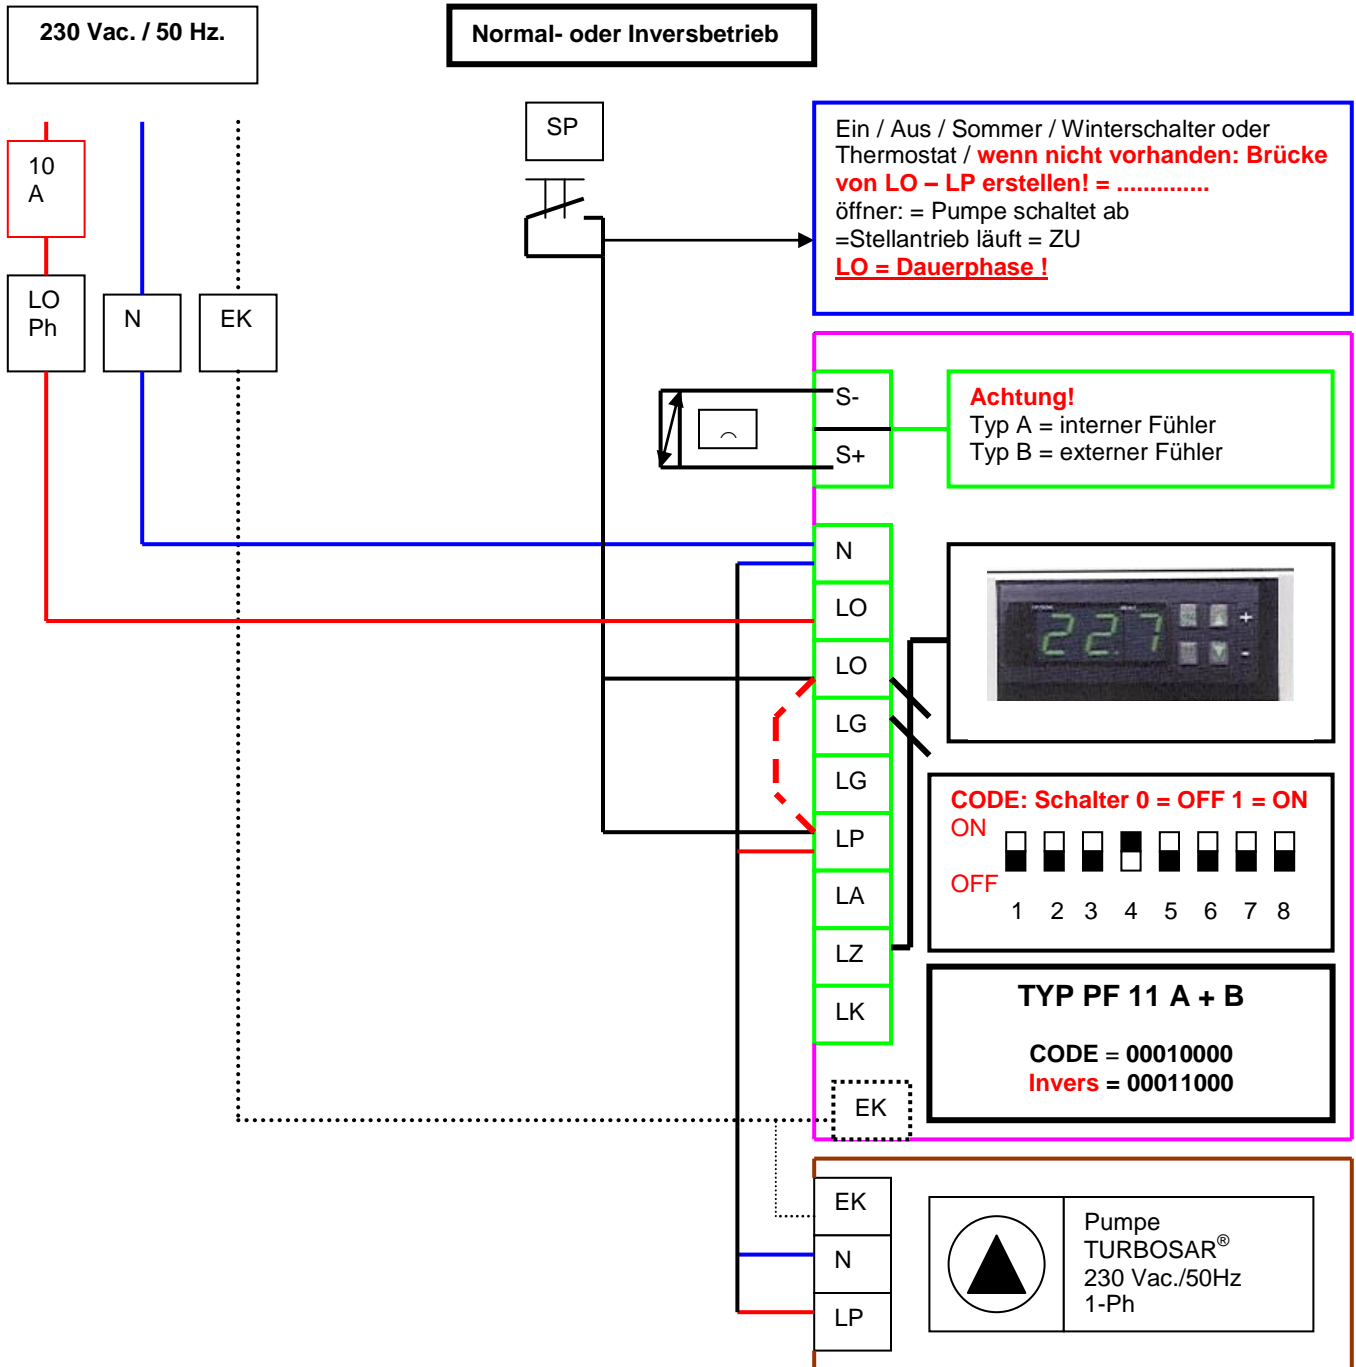 230 Vac. / 50 Hz.
Normal- oder Inversbetrieb
SP
10
A
LO
Ph
N
EK
Ein / Aus / Sommer / Winterschalter oder
Thermostat / wenn nicht vorhanden: Brücke
von LO – LP erstellen! = ..............
öffner: = Pumpe schaltet ab
=Stellantrieb läuft = ZU
LO = Dauerphase !
S-
S+
Achtung!
Typ A = interner Fühler
Typ B = externer Fühler
N
LO
LO
LG
LG
LP
LA
LZ
LK
EK
22.7
+
-
CODE: Schalter 0 = OFF 1 = ON
ON
OFF
1 2 3 4 5 6 7 8
TYP PF 11 A + B
CODE = 00010000
Invers = 00011000
EK
N
LP
Pumpe
TURBOSAR®
230 Vac./50Hz
1-Ph